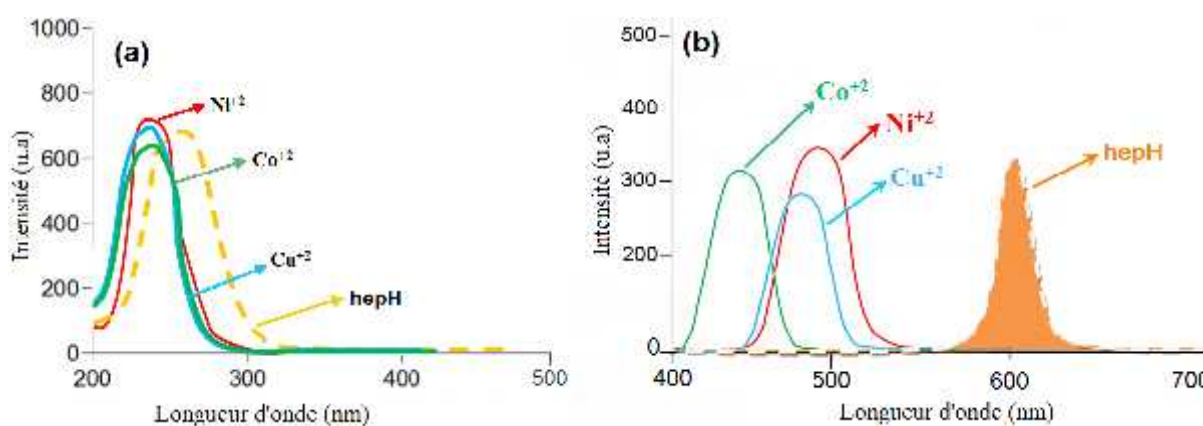 (a)
1000
800
600
400
200
0
Intensité (u.a)
Ni+2
Co+2
Cu+2
hepH
200
300
400
500
Longueur d'onde (nm)
(b)
500
400
300
200
0
Intensité (u.a)
Co+2
Ni+2
Cu+2
hepH
400
500
600
700
Longueur d'onde (nm)